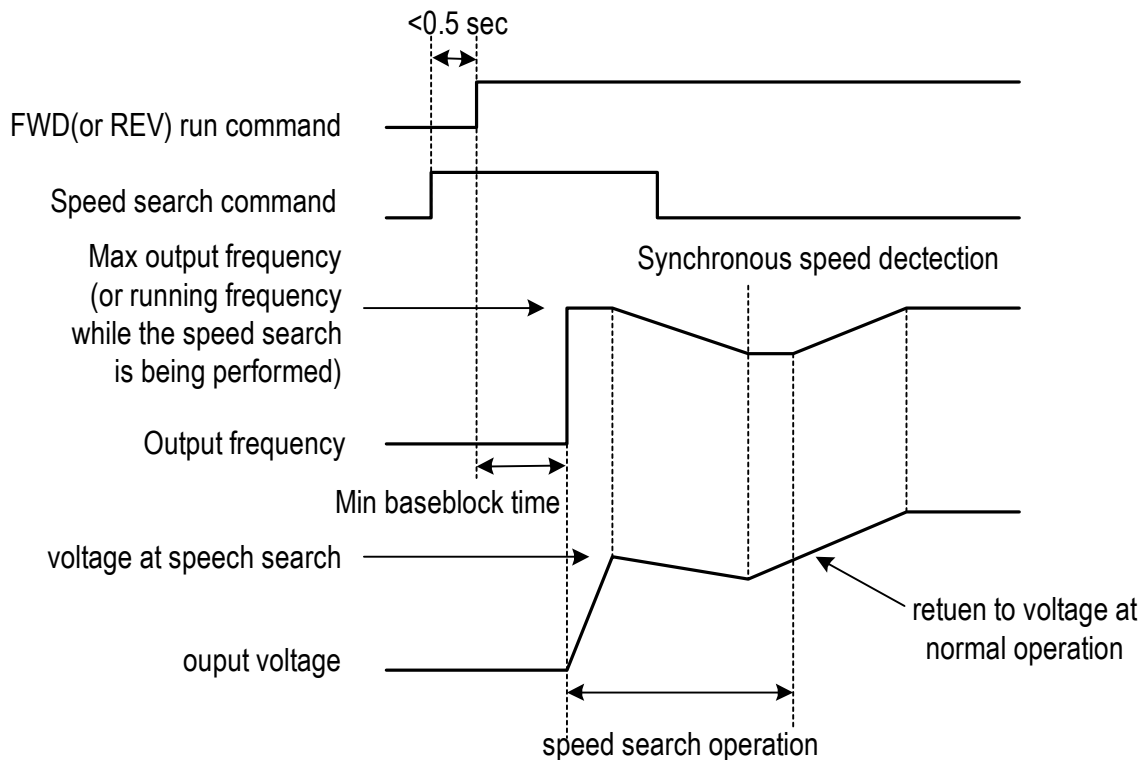 <0.5 sec
FWD(or REV) run command
Speed search command
Max output frequency
(or running frequency
while the speed search
is being performed)
Synchronous speed dectection
Output frequency
Min baseblock time
voltage at speech search
retuen to voltage at
normal operation
ouput voltage
speed search operation